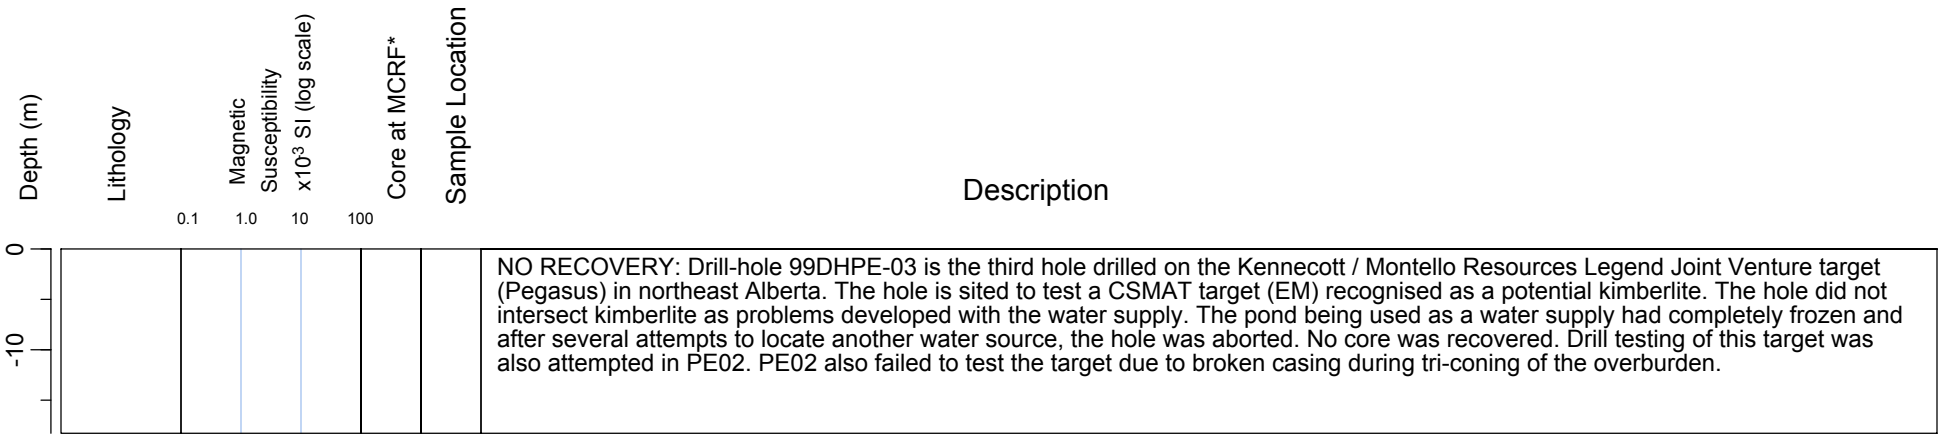 Depth (m)
Lithology
Magnetic
Susceptibility
x10³ SI (log scale)
Core at MCRF*
Sample Location
Description
0.1 1.0 10 100
0
NO RECOVERY: Drill-hole 99DHPE-03 is the third hole drilled on the Kennecott / Montello Resources Legend Joint Venture target
(Pegasus) in northeast Alberta. The hole is sited to test a CSMAT target (EM) recognised as a potential kimberlite. The hole did not
intersect kimberlite as problems developed with the water supply. The pond being used as a water supply had completely frozen and
after several attempts to locate another water source, the hole was aborted. No core was recovered. Drill testing of this target was
also attempted in PE02. PE02 also failed to test the target due to broken casing during tri-coning of the overburden.
-10